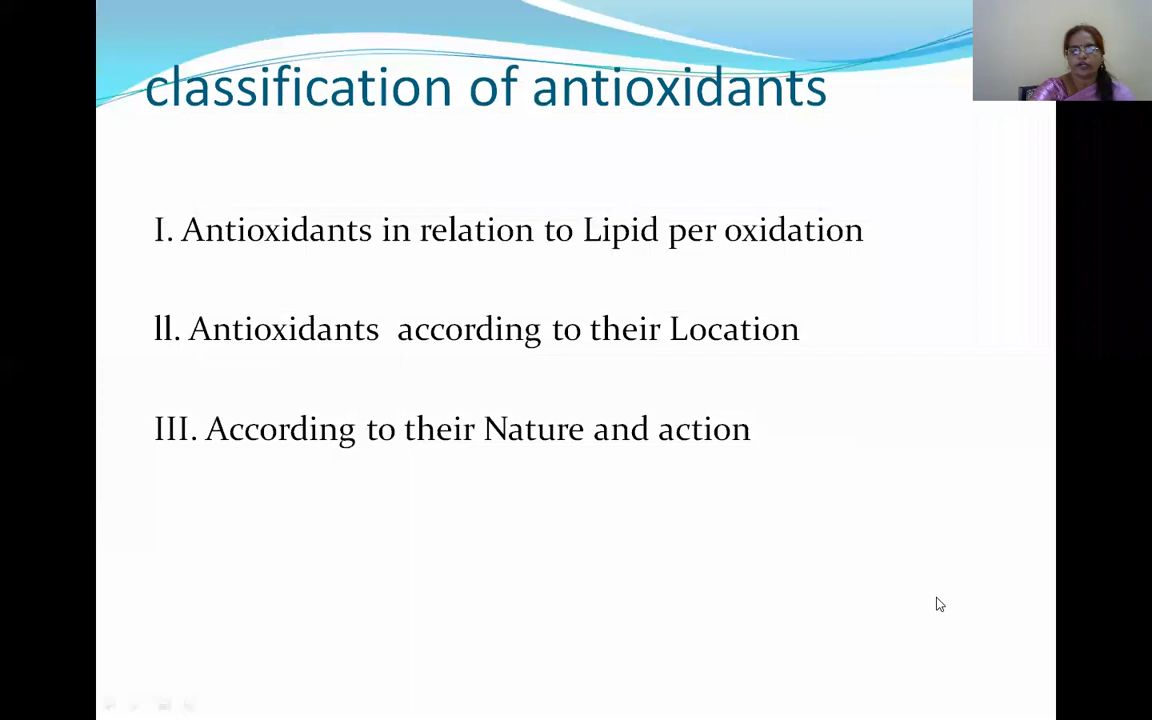 classification of antioxidants
I. Antioxidants in relation to Lipid per oxidation
ll. Antioxidants according to their Location
III. According to their Nature and action